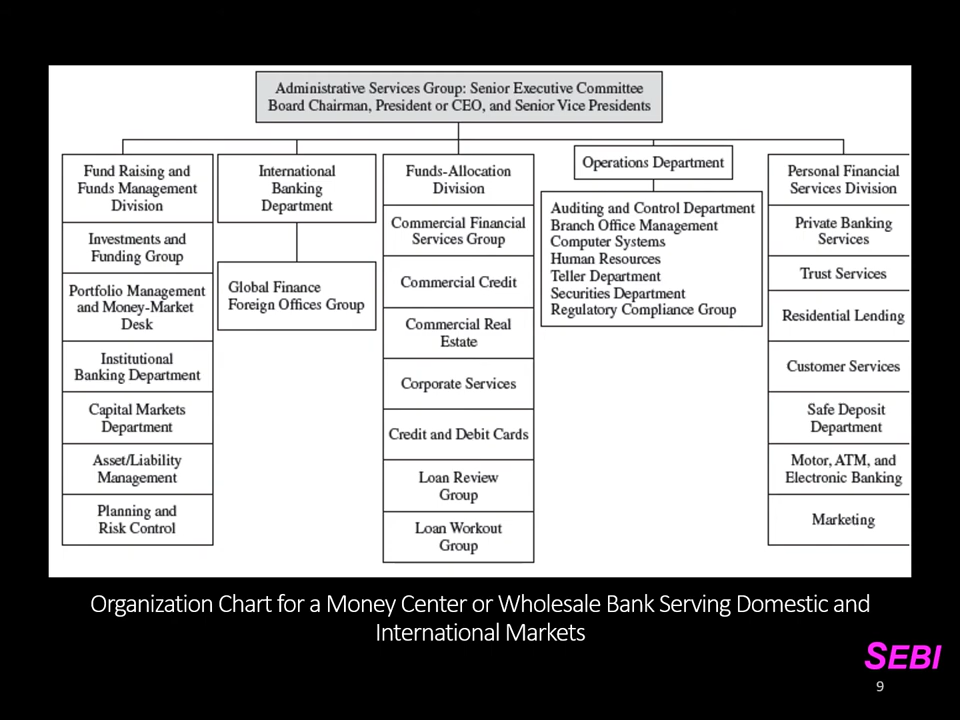 Administrative Services Group: Senior Executive Committee
Board Chairman, President or CEO, and Senior Vice Presidents
Fund Raising and
Funds Management
Division
Investments and
Funding Group
Portfolio Management
and Money-Market
Desk
Institutional
Banking Department
Capital Markets
Department
Asset/Liability
Management
Planning and
Risk Control
International
Banking
Department
Global Finance
Foreign Offices Group
Funds-Allocation
Division
Commercial Financial
Services Group
Commercial Credit
Commercial Real
Estate
Corporate Services
Credit and Debit Cards
Loan Review
Group
Loan Workout
Group
Operations Department
Auditing and Control Department
Branch Office Management
Computer Systems
Human Resources
Teller Department
Securities Department
Regulatory Compliance Group
Personal Financial
Services Division
Private Banking
Services
Trust Services
Residential Lending
Customer Services
Safe Deposit
Department
Motor, ATM, and
Electronic Banking
Marketing
Organization Chart for a Money Center or Wholesale Bank Serving Domestic and
International Markets
SEBI
9